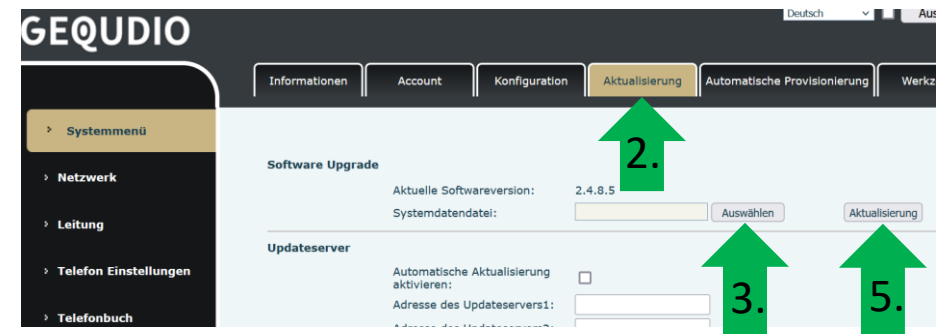 GEQUDIO
Deutsch
Aus
Informationen
Account
Konfiguration
Aktualisierung
Automatische Provisionierung
Werkz
› Systemmenü
› Netzwerk
› Leitung
› Telefon Einstellungen
› Telefonbuch
2.
Software Upgrade
Aktuelle Softwareversion: 2.4.8.5
Systemdatendatei: Auswählen Aktualisierung
Updateserver
Automatische Aktualisierung
aktivieren:
Adresse des Updateservers1:
3.
5.